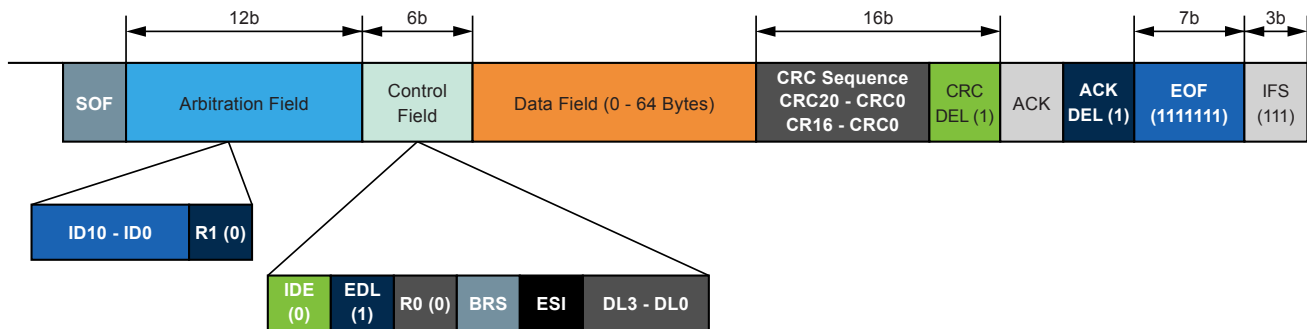 12b
6b
16b
7b
3b
SOF
Arbitration Field
Control
Field
Data Field (0 - 64 Bytes)
CRC Sequence
CRC20 - CRC0
CR16 - CRC0
CRC
DEL (1)
ACK
ACK
DEL (1)
EOF
(1111111)
IFS
(111)
ID10 - ID0
R1 (0)
IDE
(0)
EDL
(1)
R0 (0)
BRS
ESI
DL3 - DL0